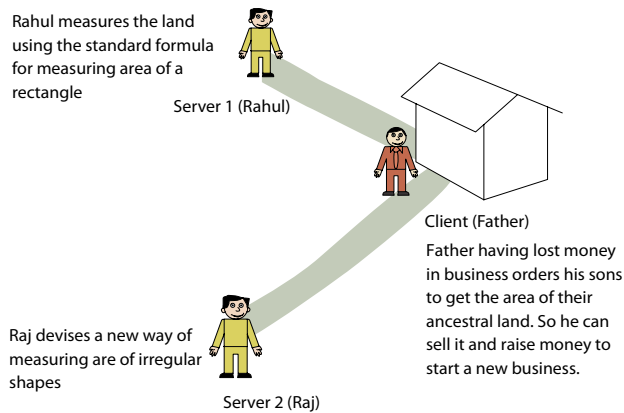 Rahul measures the land
using the standard formula
for measuring area of a
rectangle
Server 1 (Rahul)
Client (Father)
Father having lost money
in business orders his sons
to get the area of their
ancestral land. So he can
sell it and raise money to
start a new business.
Raj devises a new way of
measuring are of irregular
shapes
Server 2 (Raj)